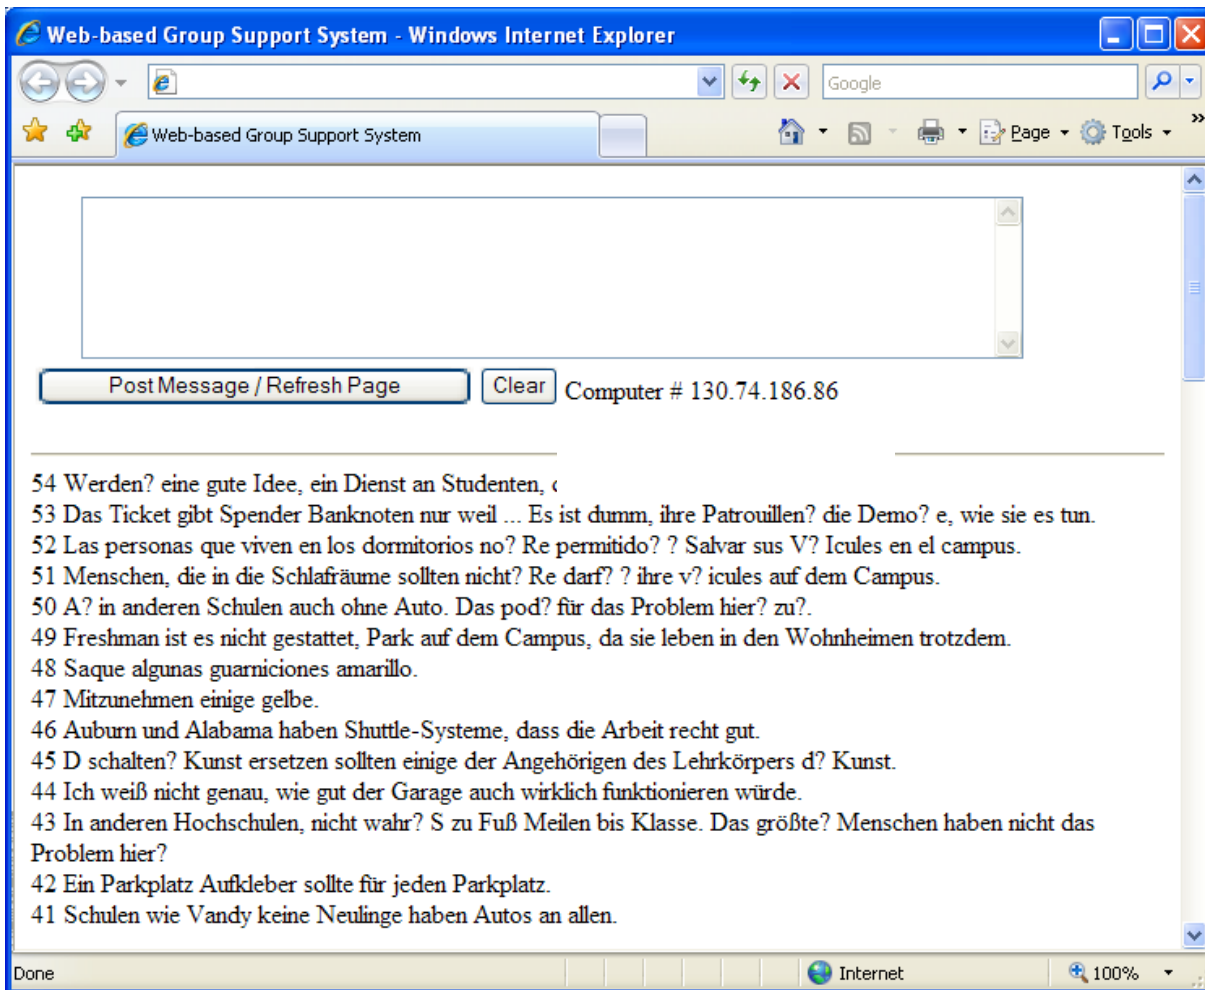 Web-based Group Support System - Windows Internet Explorer
Google
Web-based Group Support System
Page Tools
Post Message / Refresh Page Clear Computer # 130.74.186.86
54 Werden? eine gute Idee, ein Dienst an Studenten,
53 Das Ticket gibt Spender Banknoten nur weil ... Es ist dumm, ihre Patrouillen? die Demo? e, wie sie es tun.
52 Las personas que viven en los dormitorios no? Re permitido? ? Salvar sus V? Icules en el campus.
51 Menschen, die in die Schlafräume sollten nicht? Re darf? ? ihre v? icules auf dem Campus.
50 A? in anderen Schulen auch ohne Auto. Das pod? für das Problem hier? zu?.
49 Freshman ist es nicht gestattet, Park auf dem Campus, da sie leben in den Wohnheimen trotzdem.
48 Saque algunas guarniciones amarillo.
47 Mitzunehmen einige gelbe.
46 Auburn und Alabama haben Shuttle-Systeme, dass die Arbeit recht gut.
45 D schalten? Kunst ersetzen sollten einige der Angehörigen des Lehrkörpers d? Kunst.
44 Ich weiß nicht genau, wie gut der Garage auch wirklich funktionieren würde.
43 In anderen Hochschulen, nicht wahr? S zu Fuß Meilen bis Klasse. Das größte? Menschen haben nicht das
Problem hier?
42 Ein Parkplatz Aufkleber sollte für jeden Parkplatz.
41 Schulen wie Vandy keine Neulinge haben Autos an allen.
Done Internet 100%